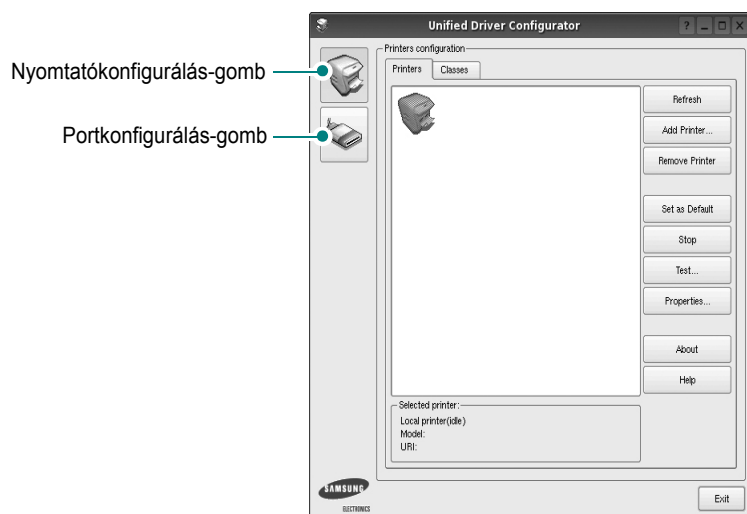 Unified Driver Configurator
Nyomtatókonfigurálás-gomb
Portkonfigurálás-gomb
Printers configuration
Printers
Classes
Refresh
Add Printer...
Remove Printer
Set as Default
Stop
Test...
Properties...
About
Help
Selected printer:
Local printer(idle)
Model:
URI:
SAMSUNG
ELECTRONICS
Exit